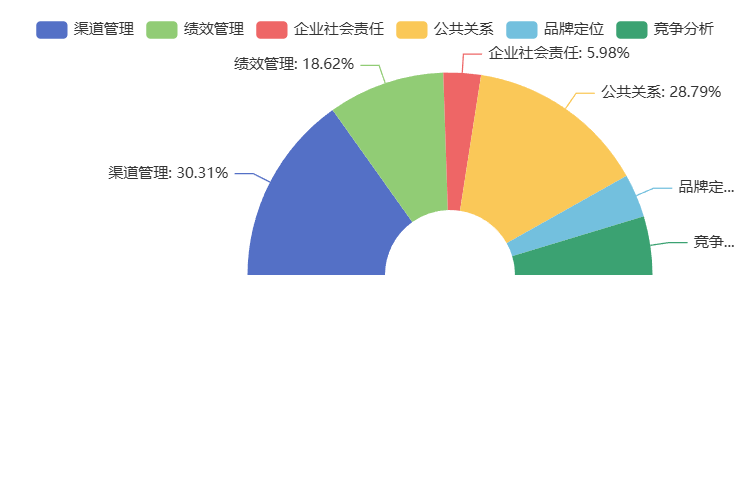 渠道管理 绩效管理 企业社会责任 公共关系 品牌定位 竞争分析
企业社会责任: 5.98%
绩效管理: 18.62%
公共关系: 28.79%
渠道管理: 30.31%
品牌定...
竞争...